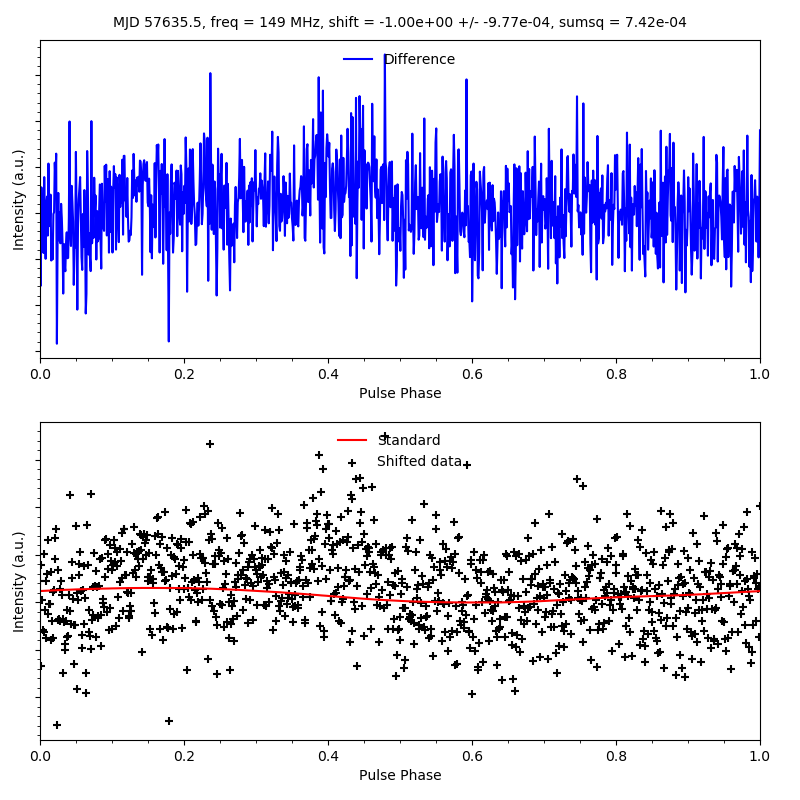 MJD 57635.5, freq = 149 MHz, shift = -1.00e+00 +/- -9.77e-04, sumsq = 7.42e-04
Difference
Intensity (a.u.)
0.0 0.2 0.4 0.6 0.8 1.0
Pulse Phase
Standard
Shifted data
Intensity (a.u.)
0.0 0.2 0.4 0.6 0.8 1.0
Pulse Phase